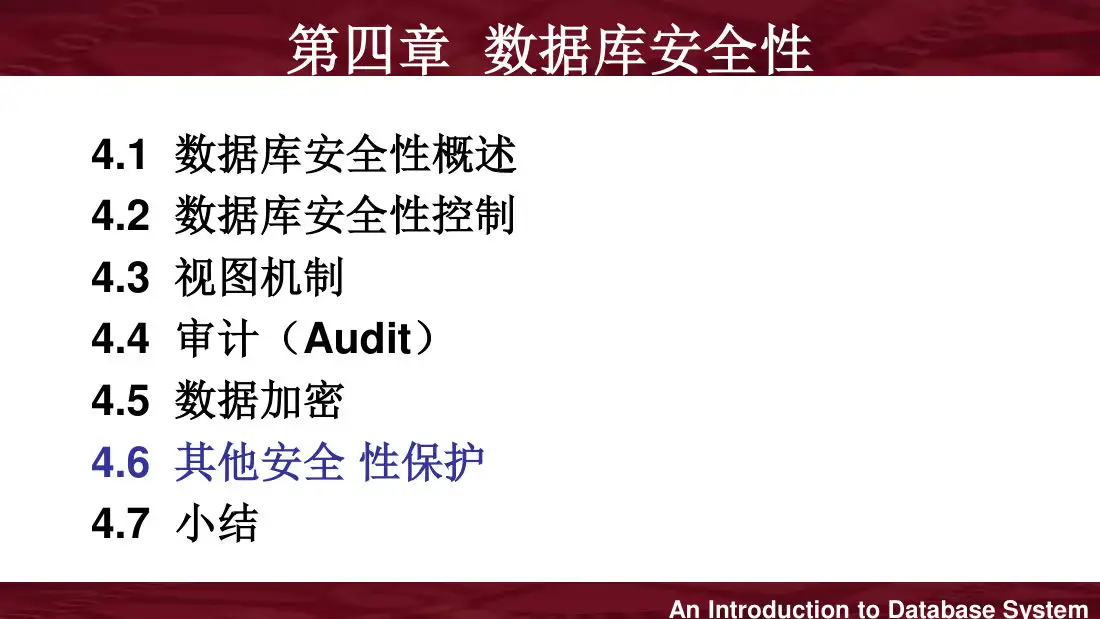 第四章 数据库安全性
4.1 数据库安全性概述
4.2 数据库安全性控制
4.3 视图机制
4.4 审计（Audit）
4.5 数据加密
4.6 其他安全 性保护
4.7 小结
An Introduction to Database System